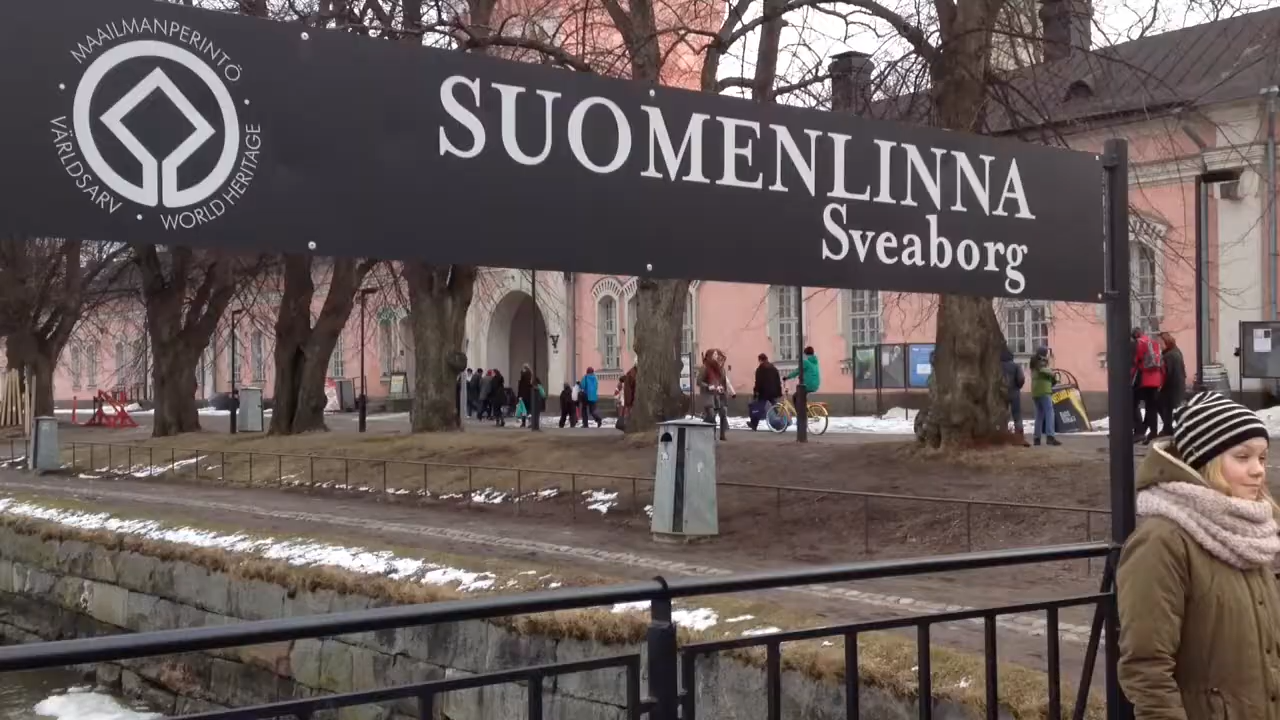 MAAILMANPERINTÖ
VÄRLDSARV
WORLD HERITAGE
SUOMENLINNA
Sveaborg